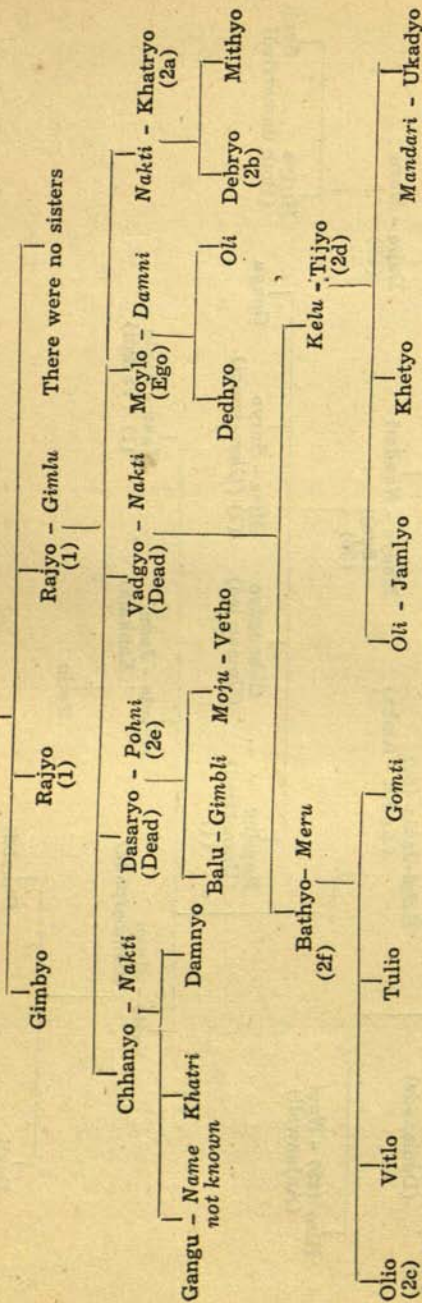 Gimbyo Rajyo Rajyo – Gimlu There were no sisters
(1) (1)
Chhanyo – Nakti Dasaryo – Pohni Vadgyo – Nakti Moylo – Damni Nakti – Khatryo
(Dead) (2e) (Dead) (Ego) (2a)
Gangu – Name Khatri Damnyo Balu – Gimbli Moju – Vetho Dedhyo Oli Debryo Mithyo
not known (2b)
Bathyo – Meru Kelu – Tijyo
(2f) (2d)
Olio Vitlo Tulio Gomti Oli – Jamlyo Khetyo Mandari – Ukadyo
(2c)